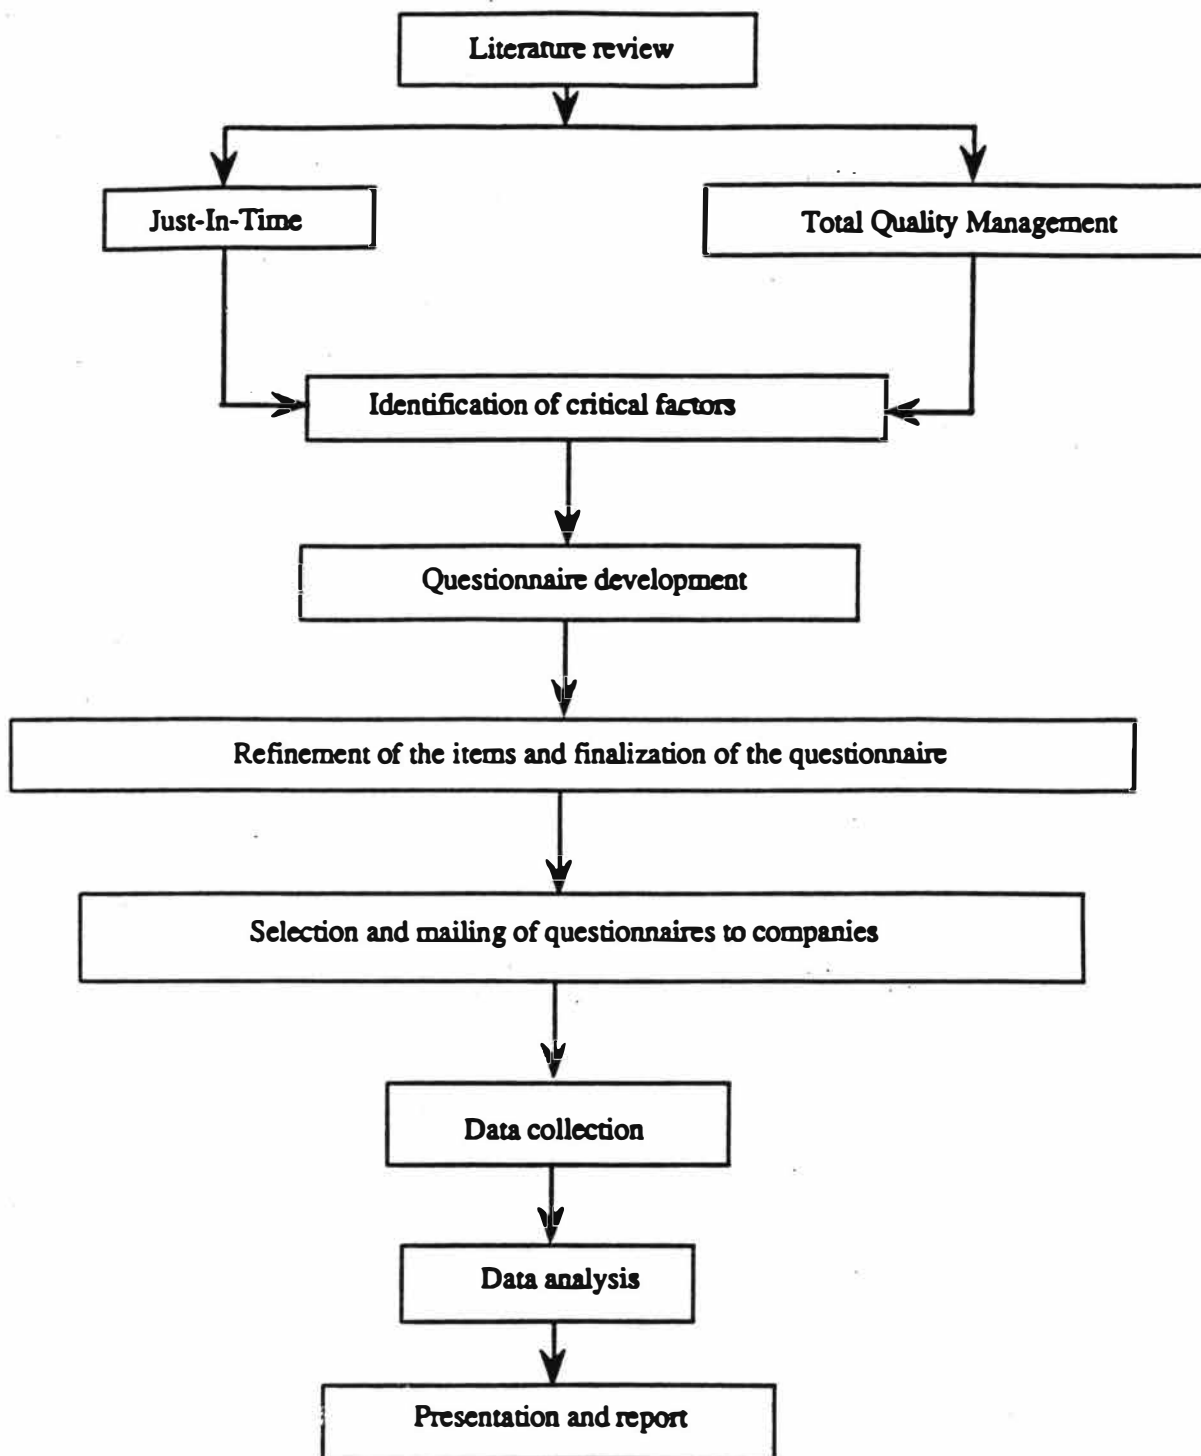 Literature review
Just-In-Time
Total Quality Management
Identification of critical factors
Questionnaire development
Refinement of the items and finalization of the questionnaire
Selection and mailing of questionnaires to companies
Data collection
Data analysis
Presentation and report